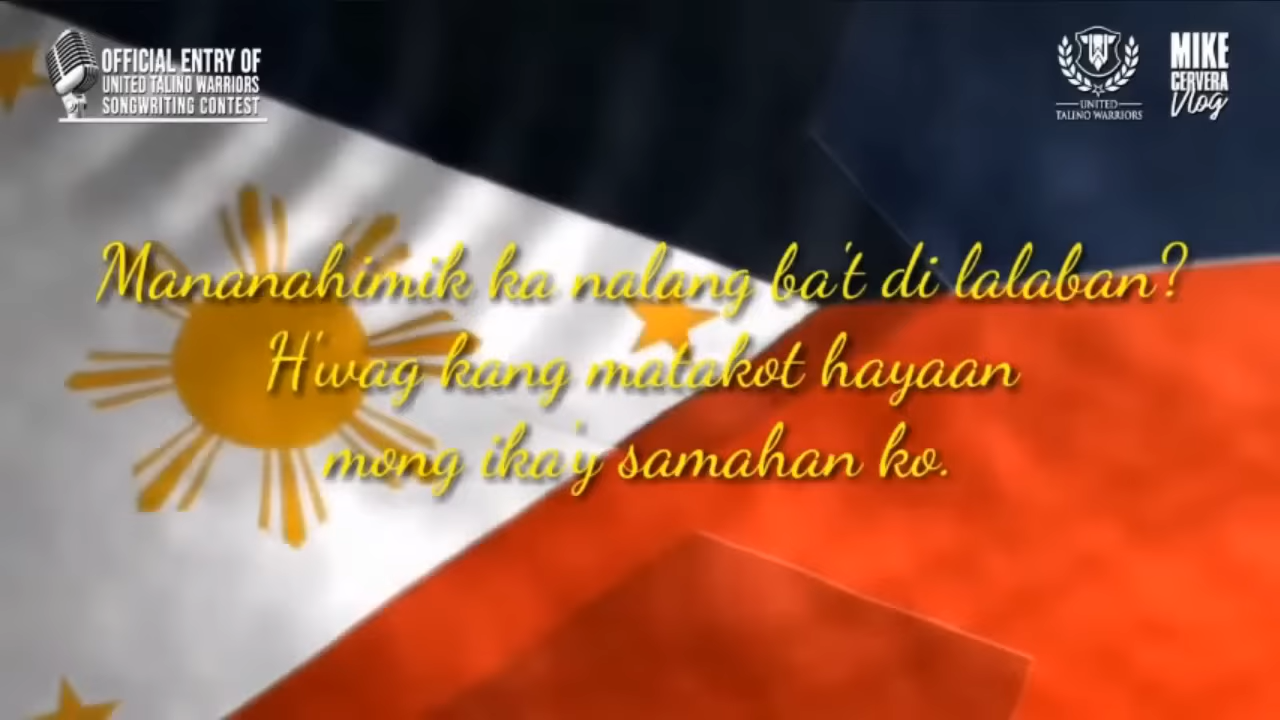 OFFICIAL ENTRY OF
UNITED TALINO WARRIORS
SONGWRITING CONTEST
UNITED
TALINO WARRIORS
MIKE
CERVERA
Vlog
Mananahimik ka nalang ba't di lalaban?
H'wag kang matakot hayaan
mong ika'y samahan ko.